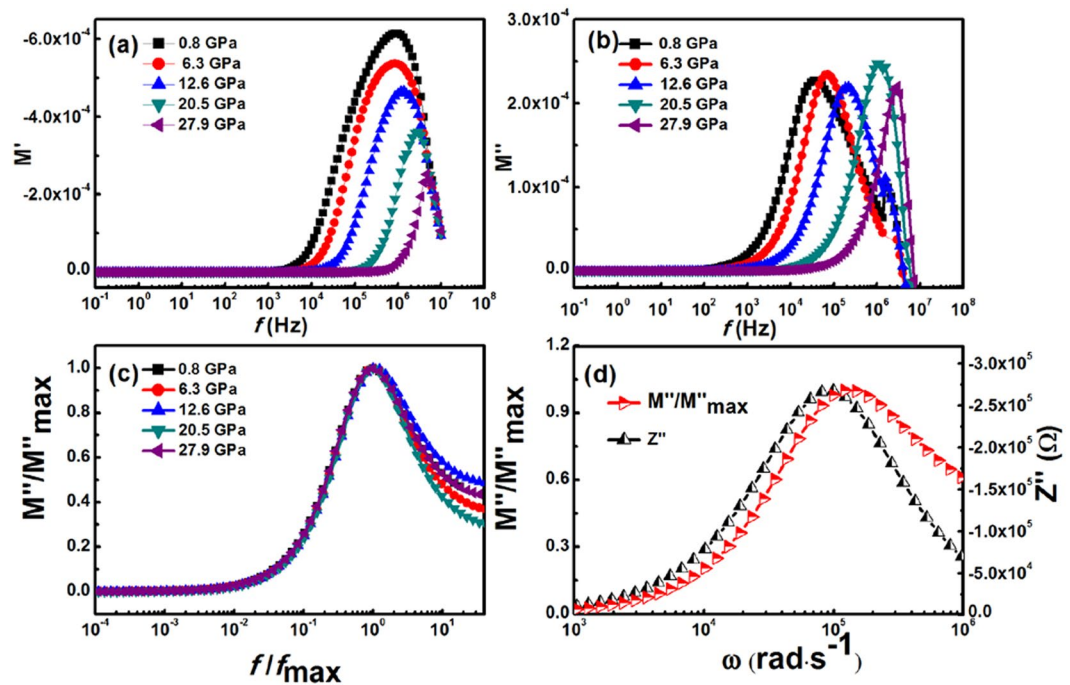 (a)
0.8 GPa
6.3 GPa
12.6 GPa
20.5 GPa
27.9 GPa
-6.0x10⁻⁴
-4.0x10⁻⁴
-2.0x10⁻⁴
0.0
M'
10⁻¹ 10⁰ 10¹ 10² 10³ 10⁴ 10⁵ 10⁶ 10⁷ 10⁸
f (Hz)
(b)
0.8 GPa
6.3 GPa
12.6 GPa
20.5 GPa
27.9 GPa
3.0x10⁻⁴
2.0x10⁻⁴
1.0x10⁻⁴
0.0
M''
10⁻¹ 10⁰ 10¹ 10² 10³ 10⁴ 10⁵ 10⁶ 10⁷ 10⁸
f (Hz)
(c)
0.8 GPa
6.3 GPa
12.6 GPa
20.5 GPa
27.9 GPa
1.0
0.8
0.6
0.4
0.2
0.0
M''/M''max
10⁻⁴ 10⁻³ 10⁻² 10⁻¹ 10⁰ 10¹
f / fmax
(d)
M''/M''max
Z''
1.2
0.9
0.6
0.3
0.0
M''/M''max
-3.0x10⁵
-2.5x10⁵
-2.0x10⁵
-1.5x10⁵
-1.0x10⁵
-5.0x10⁴
0.0
Z'' (Ω)
10³ 10⁴ 10⁵ 10⁶
ω (rad·s⁻¹)